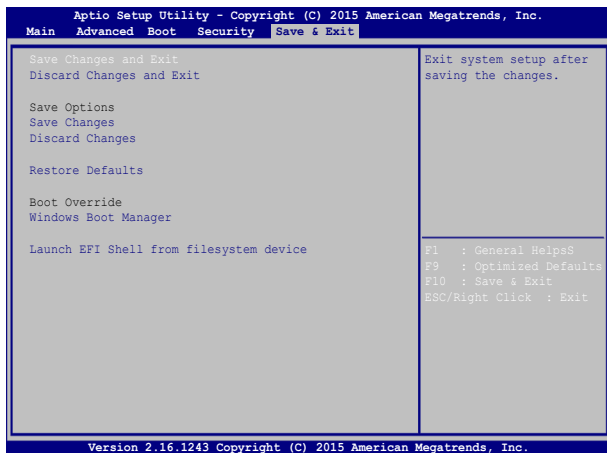 Aptio Setup Utility - Copyright (C) 2015 American Megatrends, Inc.
Main Advanced Boot Security Save & Exit
Save Changes and Exit
Discard Changes and Exit
Save Options
Save Changes
Discard Changes
Restore Defaults
Boot Override
Windows Boot Manager
Launch EFI Shell from filesystem device
Exit system setup after
saving the changes.
F1 : General HelpsS
F9 : Optimized Defaults
F10 : Save & Exit
ESC/Right Click : Exit
Version 2.16.1243 Copyright (C) 2015 American Megatrends, Inc.